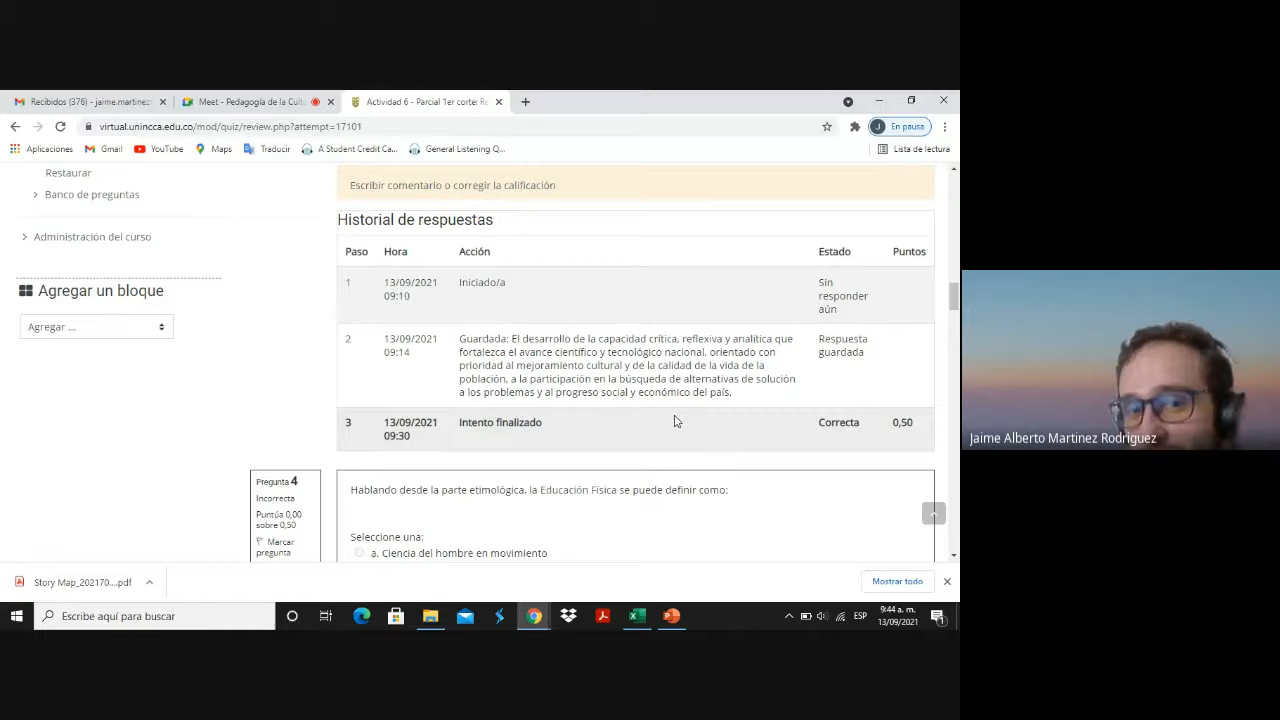 Recibidos (376) - jaime.martinez
Meet - Pedagogía de la Cult
Actividad 6 - Parcial 1er corte: Re
virtual.unincca.edu.co/mod/quiz/review.php?attempt=17101
J
En pausa
Aplicaciones
Gmail
YouTube
Maps
Traducir
A Student Credit Ca...
General Listening Q...
Lista de lectura
Restaurar
Banco de preguntas
Administración del curso
Agregar un bloque
Agregar ...
Escribir comentario o corregir la calificación
Historial de respuestas
Paso Hora Acción Estado Puntos
1 13/09/2021 Iniciado/a Sin
09:10 responder
aún
2 13/09/2021 Guardada: El desarrollo de la capacidad crítica, reflexiva y analítica que Respuesta
09:14 fortalezca el avance científico y tecnológico nacional, orientado con guardada
prioridad al mejoramiento cultural y de la calidad de la vida de la
población, a la participación en la búsqueda de alternativas de solución
a los problemas y al progreso social y económico del país.
3 13/09/2021 Intento finalizado Correcta 0,50
09:30
Pregunta 4
Incorrecta
Puntúa 0,00
sobre 0,50
Marcar
pregunta
Hablando desde la parte etimológica, la Educación Física se puede definir como:
Seleccione una:
a. Ciencia del hombre en movimiento
Jaime Alberto Martinez Rodriguez
Story Map_202170....pdf
Mostrar todo
Escribe aquí para buscar
ESP
9:44 a. m.
13/09/2021
1